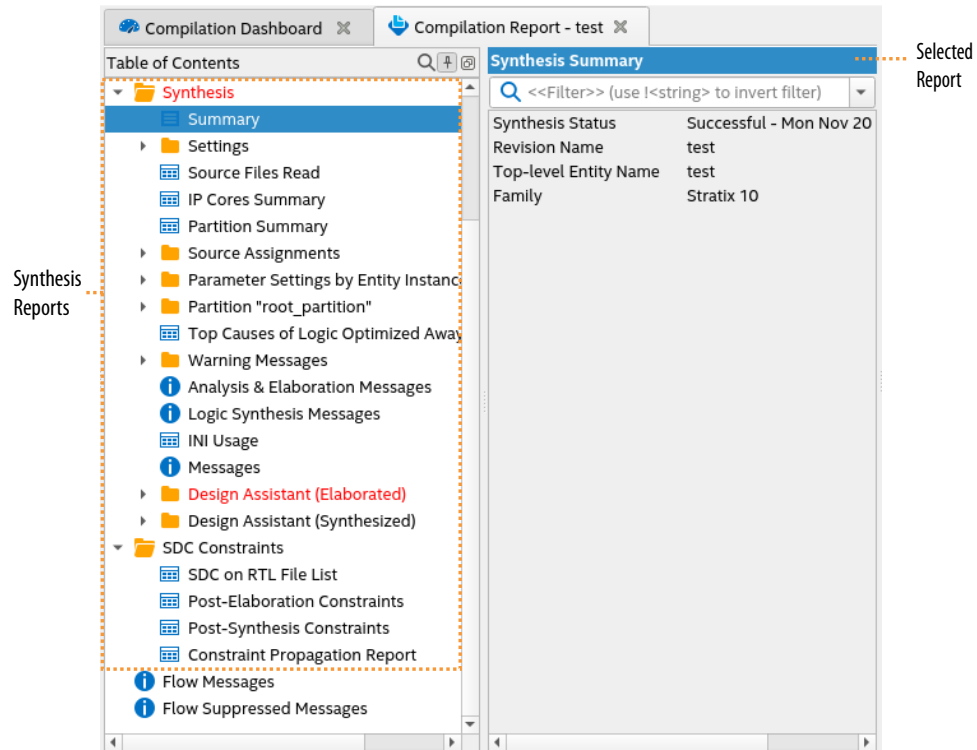 Compilation Dashboard
Compilation Report - test
Table of Contents
Synthesis
Summary
Settings
Source Files Read
IP Cores Summary
Partition Summary
Source Assignments
Parameter Settings by Entity Instanc
Partition "root_partition"
Top Causes of Logic Optimized Away
Warning Messages
Analysis & Elaboration Messages
Logic Synthesis Messages
INI Usage
Messages
Design Assistant (Elaborated)
Design Assistant (Synthesized)
SDC Constraints
SDC on RTL File List
Post-Elaboration Constraints
Post-Synthesis Constraints
Constraint Propagation Report
Flow Messages
Flow Suppressed Messages
Synthesis
Reports
Synthesis Summary
<<Filter>> (use !<string> to invert filter)
Synthesis Status Successful - Mon Nov 20
Revision Name test
Top-level Entity Name test
Family Stratix 10
Selected
Report